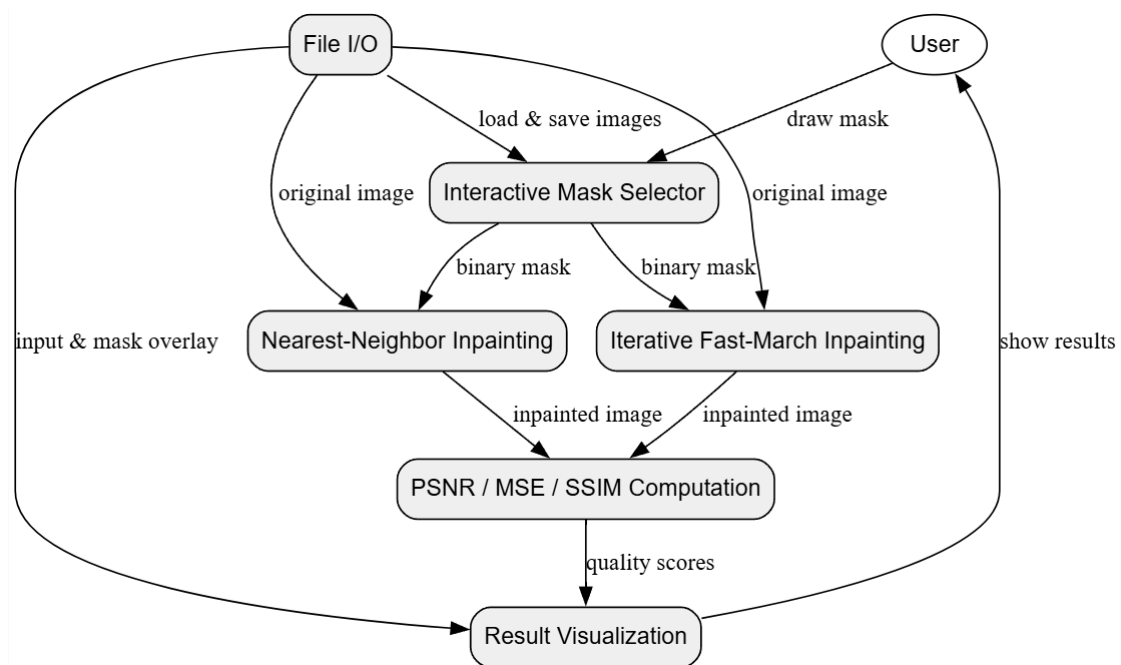 File I/O
User
load & save images
draw mask
original image
Interactive Mask Selector
original image
binary mask
binary mask
input & mask overlay
Nearest-Neighbor Inpainting
Iterative Fast-March Inpainting
show results
inpainted image
inpainted image
PSNR / MSE / SSIM Computation
quality scores
Result Visualization